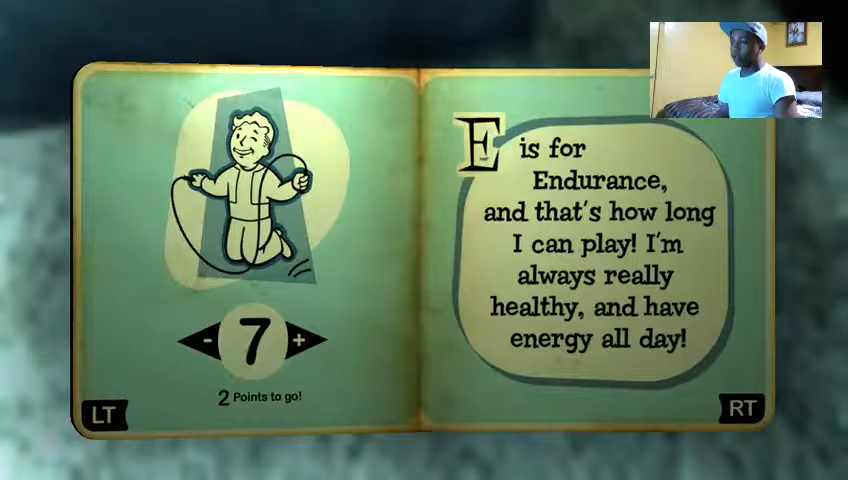 - 7 +
2 Points to go!
LT
E is for
Endurance,
and that's how long
I can play! I'm
always really
healthy, and have
energy all day!
RT